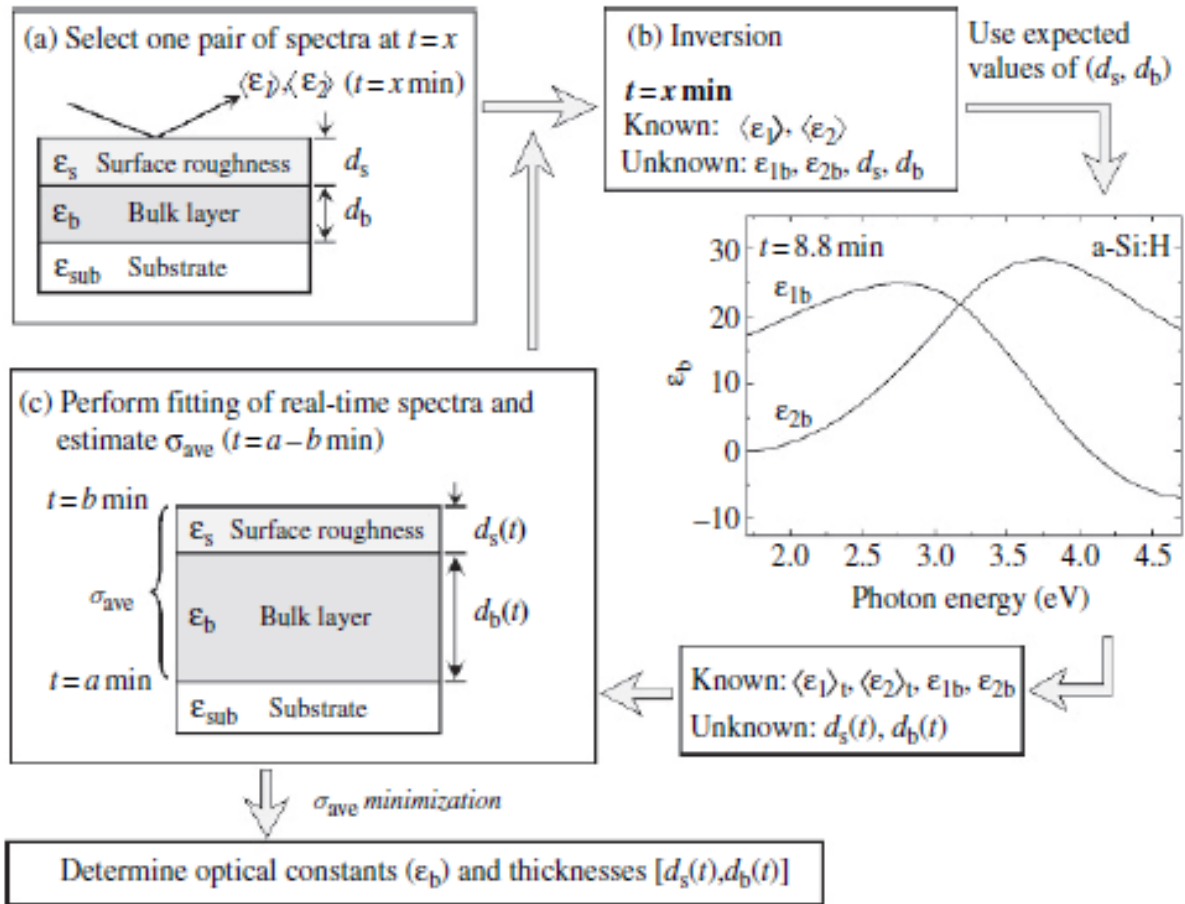 (a) Select one pair of spectra at t = x
⟨ε1⟩,⟨ε2⟩ (t = x min)
εs Surface roughness
ds
εb Bulk layer
db
εsub Substrate
(b) Inversion
t = x min
Known: ⟨ε1⟩, ⟨ε2⟩
Unknown: ε1b, ε2b, ds, db
Use expected
values of (ds, db)
t = 8.8 min
a-Si:H
ε1b
ε2b
εb
30
20
10
0
−10
2.0 2.5 3.0 3.5 4.0 4.5
Photon energy (eV)
Known: ⟨ε1⟩t, ⟨ε2⟩t, ε1b, ε2b
Unknown: ds(t), db(t)
(c) Perform fitting of real-time spectra and
estimate σave (t = a – b min)
t = b min
εs Surface roughness
ds(t)
σave
εb Bulk layer
db(t)
t = a min
εsub Substrate
σave minimization
Determine optical constants (εb) and thicknesses [ds(t),db(t)]